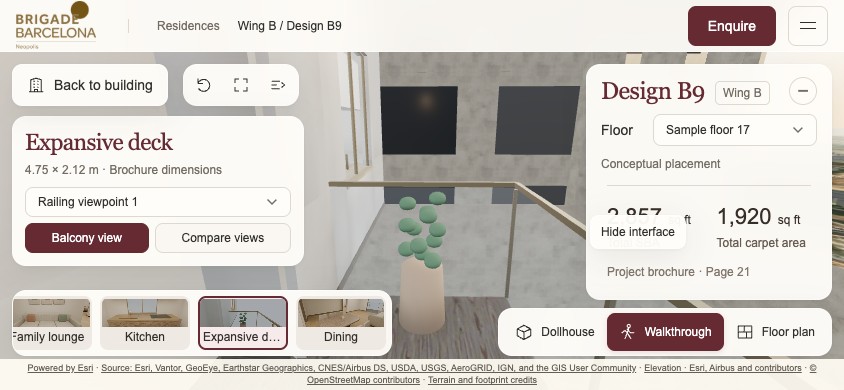 BRIGADE
BARCELONA
Neopolis
Residences
Wing B / Design B9
Enquire
Back to building
Expansive deck
4.75 × 2.12 m · Brochure dimensions
Railing viewpoint 1
Balcony view
Compare views
Family lounge
Kitchen
Expansive d...
Dining
Design B9
Wing B
Floor
Sample floor 17
Conceptual placement
2,857 ft
1,920 sq ft
Hide interface
Total carpet area
Project brochure · Page 21
Dollhouse
Walkthrough
Floor plan
Powered by Esri · Source: Esri, Vantor, GeoEye, Earthstar Geographics, CNES/Airbus DS, USDA, USGS, AeroGRID, IGN, and the GIS User Community · Elevation - Esri, Airbus and contributors · ©
OpenStreetMap contributors · Terrain and footprint credits